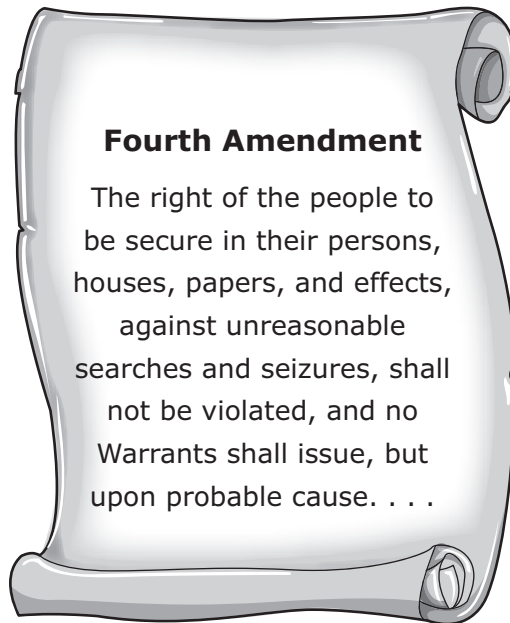 Fourth Amendment
The right of the people to
be secure in their persons,
houses, papers, and effects,
against unreasonable
searches and seizures, shall
not be violated, and no
Warrants shall issue, but
upon probable cause. . . .